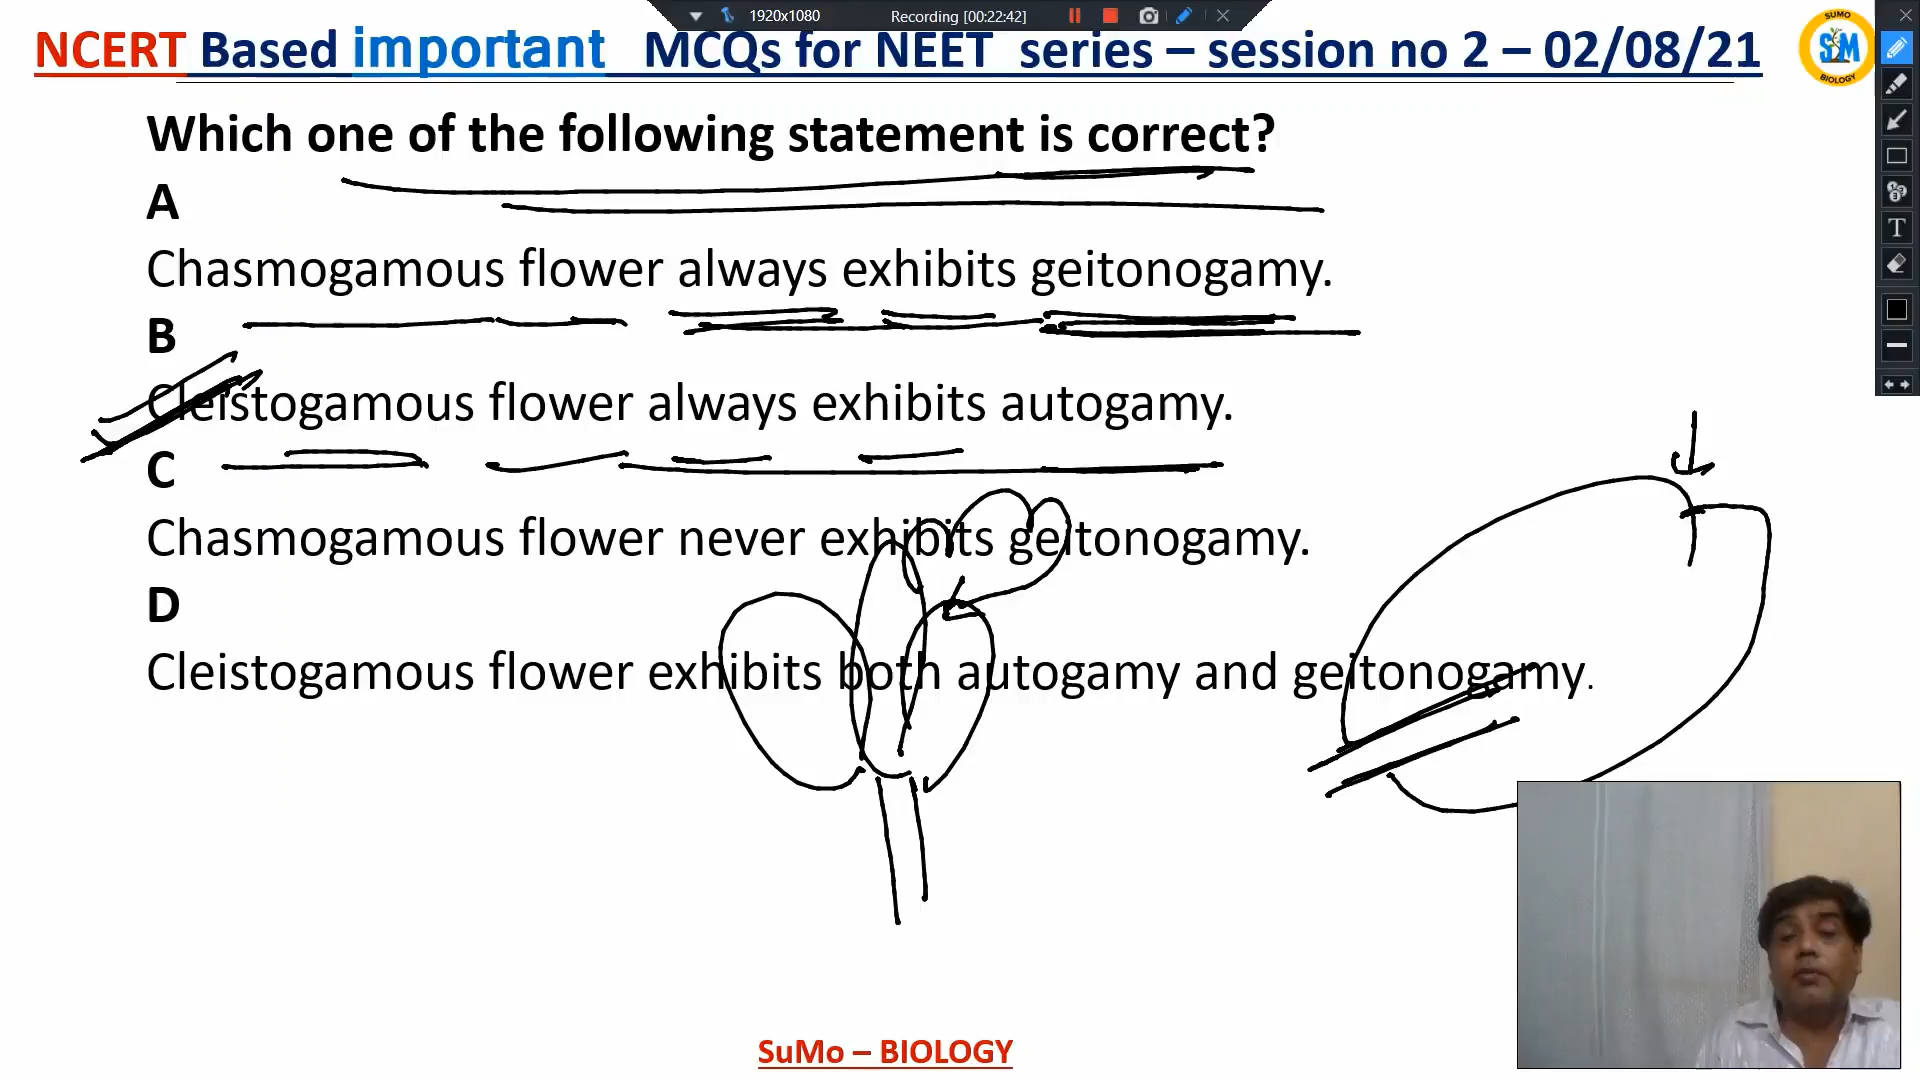 1920x1080 Recording [00:22:42]
NCERT Based important MCQs for NEET series – session no 2 – 02/08/21
SUMO
SM
BIOLOGY
Which one of the following statement is correct?
A
Chasmogamous flower always exhibits geitonogamy.
B
Cleistogamous flower always exhibits autogamy.
C
Chasmogamous flower never exhibits geitonogamy.
D
Cleistogamous flower exhibits both autogamy and geitonogamy.
SuMo – BIOLOGY